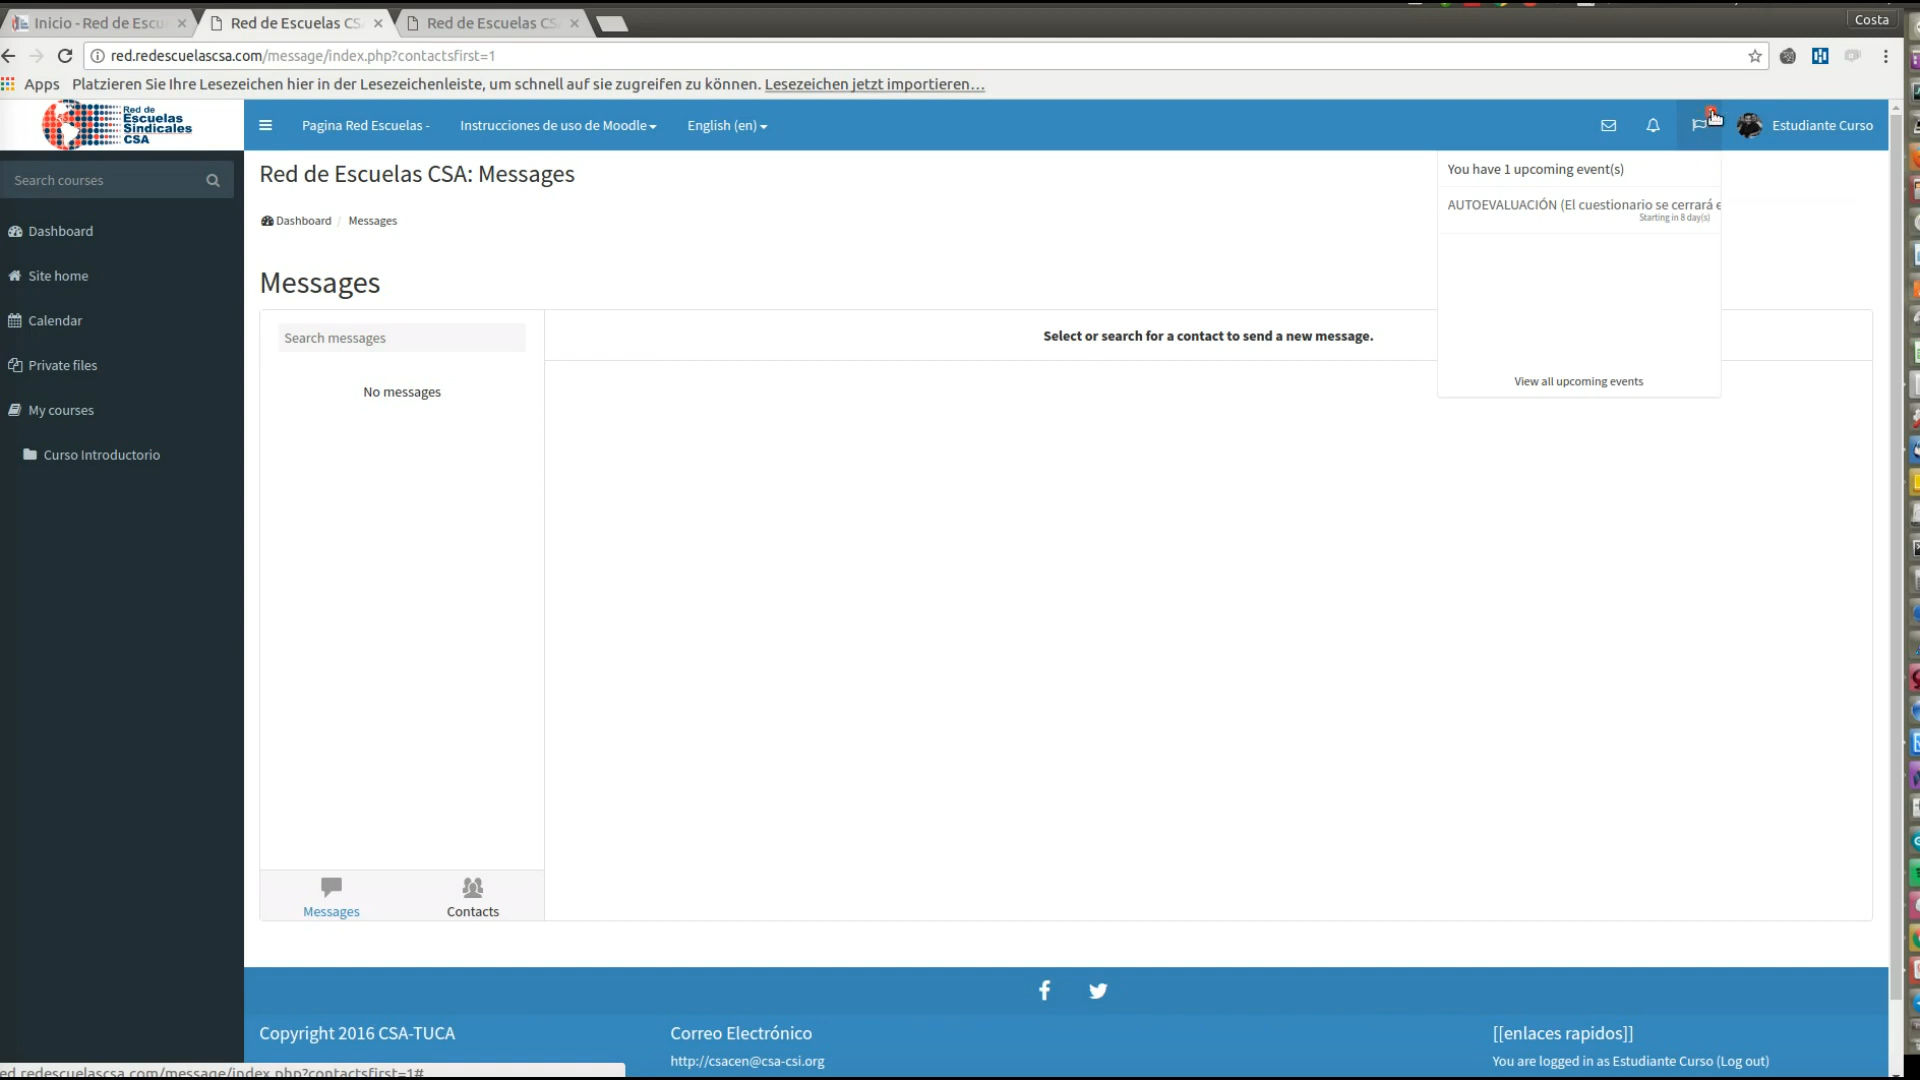 Costa
Inicio - Red de Escu
Red de Escuelas CS
Red de Escuelas CS
red.redescuelascsa.com/message/index.php?contactsfirst=1
Apps Platzieren Sie Ihre Lesezeichen hier in der Lesezeichenleiste, um schnell auf sie zugreifen zu können. Lesezeichen jetzt importieren...
Red de
Escuelas
Sindicales
CSA
Pagina Red Escuelas - Instrucciones de uso de Moodle English (en)
Estudiante Curso
Search courses
Dashboard
Site home
Calendar
Private files
My courses
Curso Introductorio
Red de Escuelas CSA: Messages
Dashboard / Messages
Messages
Search messages
No messages
Select or search for a contact to send a new message.
You have 1 upcoming event(s)
AUTOEVALUACIÓN (El cuestionario se cerrará e
Starting in 8 day(s)
View all upcoming events
Messages
Contacts
Copyright 2016 CSA-TUCA
Correo Electrónico
http://csacen@csa-csi.org
[[enlaces rapidos]]
You are logged in as Estudiante Curso (Log out)
ed.redescuelascsa.com/message/index.php?contactsfirst=1#